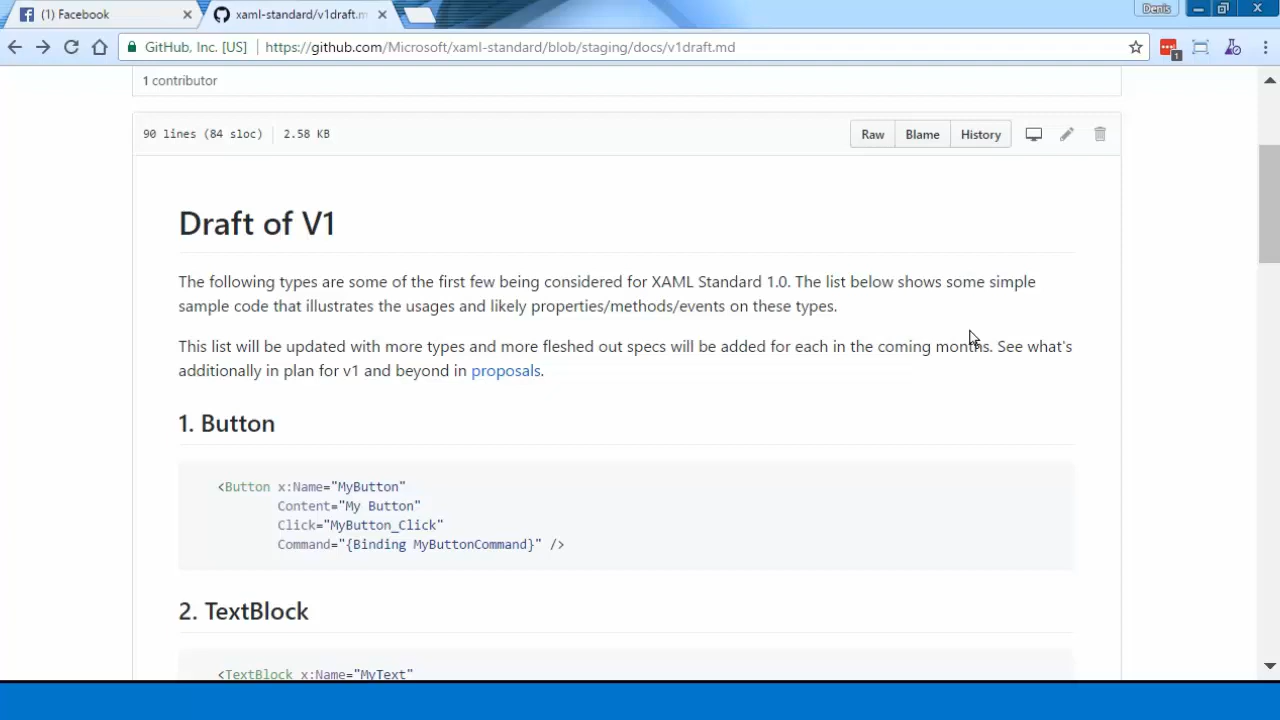 (1) Facebook
xaml-standard/v1draft.m
Denis
GitHub, Inc. [US]
https://github.com/Microsoft/xaml-standard/blob/staging/docs/v1draft.md
1
1 contributor
90 lines (84 sloc) 2.58 KB
Raw Blame History
Draft of V1
The following types are some of the first few being considered for XAML Standard 1.0. The list below shows some simple
sample code that illustrates the usages and likely properties/methods/events on these types.
This list will be updated with more types and more fleshed out specs will be added for each in the coming months. See what's
additionally in plan for v1 and beyond in proposals.
1. Button
<Button x:Name="MyButton"
Content="My Button"
Click="MyButton_Click"
Command="{Binding MyButtonCommand}" />
2. TextBlock
<TextBlock x:Name="MyText"